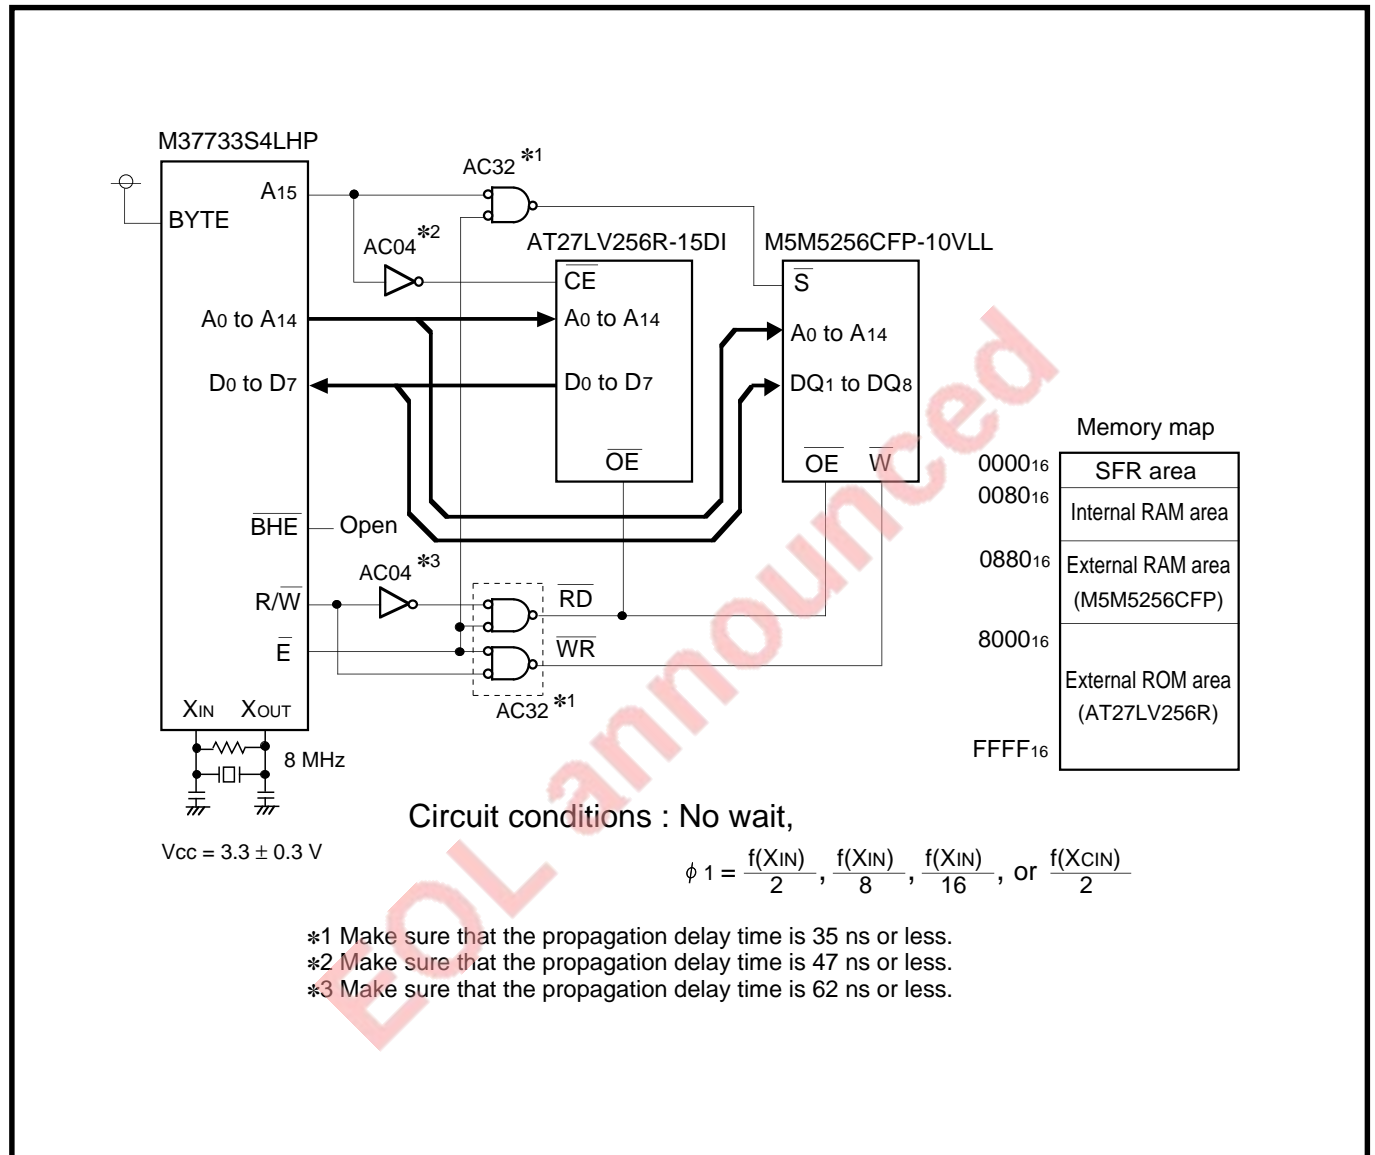 M37733S4LHP
A15
BYTE
AC32 *1
AC04 *2
AT27LV256R-15DI
M5M5256CFP-10VLL
CE
S
A0 to A14
A0 to A14
A0 to A14
D0 to D7
D0 to D7
DQ1 to DQ8
OE
OE
W
BHE
Open
AC04 *3
R/W
RD
E
WR
AC32 *1
XIN
XOUT
8 MHz
Vcc = 3.3 ± 0.3 V
Memory map
000016
SFR area
008016
Internal RAM area
088016
External RAM area
(M5M5256CFP)
800016
External ROM area
(AT27LV256R)
FFFF16
Circuit conditions : No wait,
ϕ 1 = f(XIN)/2 , f(XIN)/8 , f(XIN)/16 , or f(XCIN)/2
*1 Make sure that the propagation delay time is 35 ns or less.
*2 Make sure that the propagation delay time is 47 ns or less.
*3 Make sure that the propagation delay time is 62 ns or less.
EOL announced